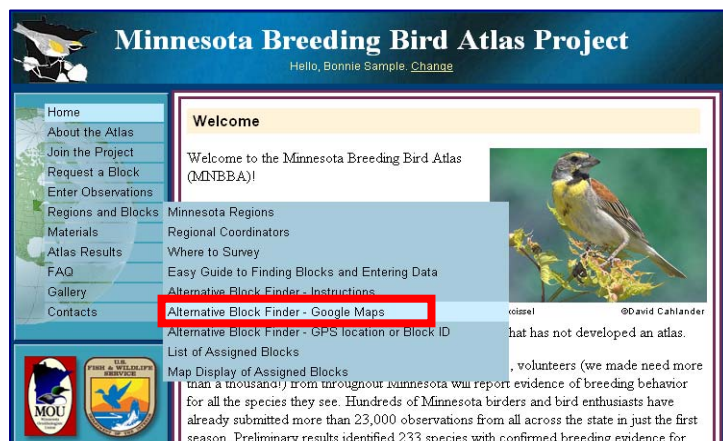 Minnesota Breeding Bird Atlas Project
Hello, Bonnie Sample. Change
Home
About the Atlas
Join the Project
Request a Block
Enter Observations
Regions and Blocks
Materials
Atlas Results
FAQ
Gallery
Contacts
Minnesota Regions
Regional Coordinators
Where to Survey
Easy Guide to Finding Blocks and Entering Data
Alternative Block Finder - Instructions
Alternative Block Finder - Google Maps
Alternative Block Finder - GPS location or Block ID
List of Assigned Blocks
Map Display of Assigned Blocks
Welcome
Welcome to the Minnesota Breeding Bird Atlas
(MNBBA)!
©David Cahlander
hat has not developed an atlas.
, volunteers (we made need more
than a thousand!) from throughout Minnesota will report evidence of breeding behavior
for all the species they see. Hundreds of Minnesota birders and bird enthusiasts have
already submitted more than 23,000 observations from all across the state in just the first
season. Preliminary results identified 233 species with confirmed breeding evidence for
MOU
U.S.
FISH & WILDLIFE
SERVICE